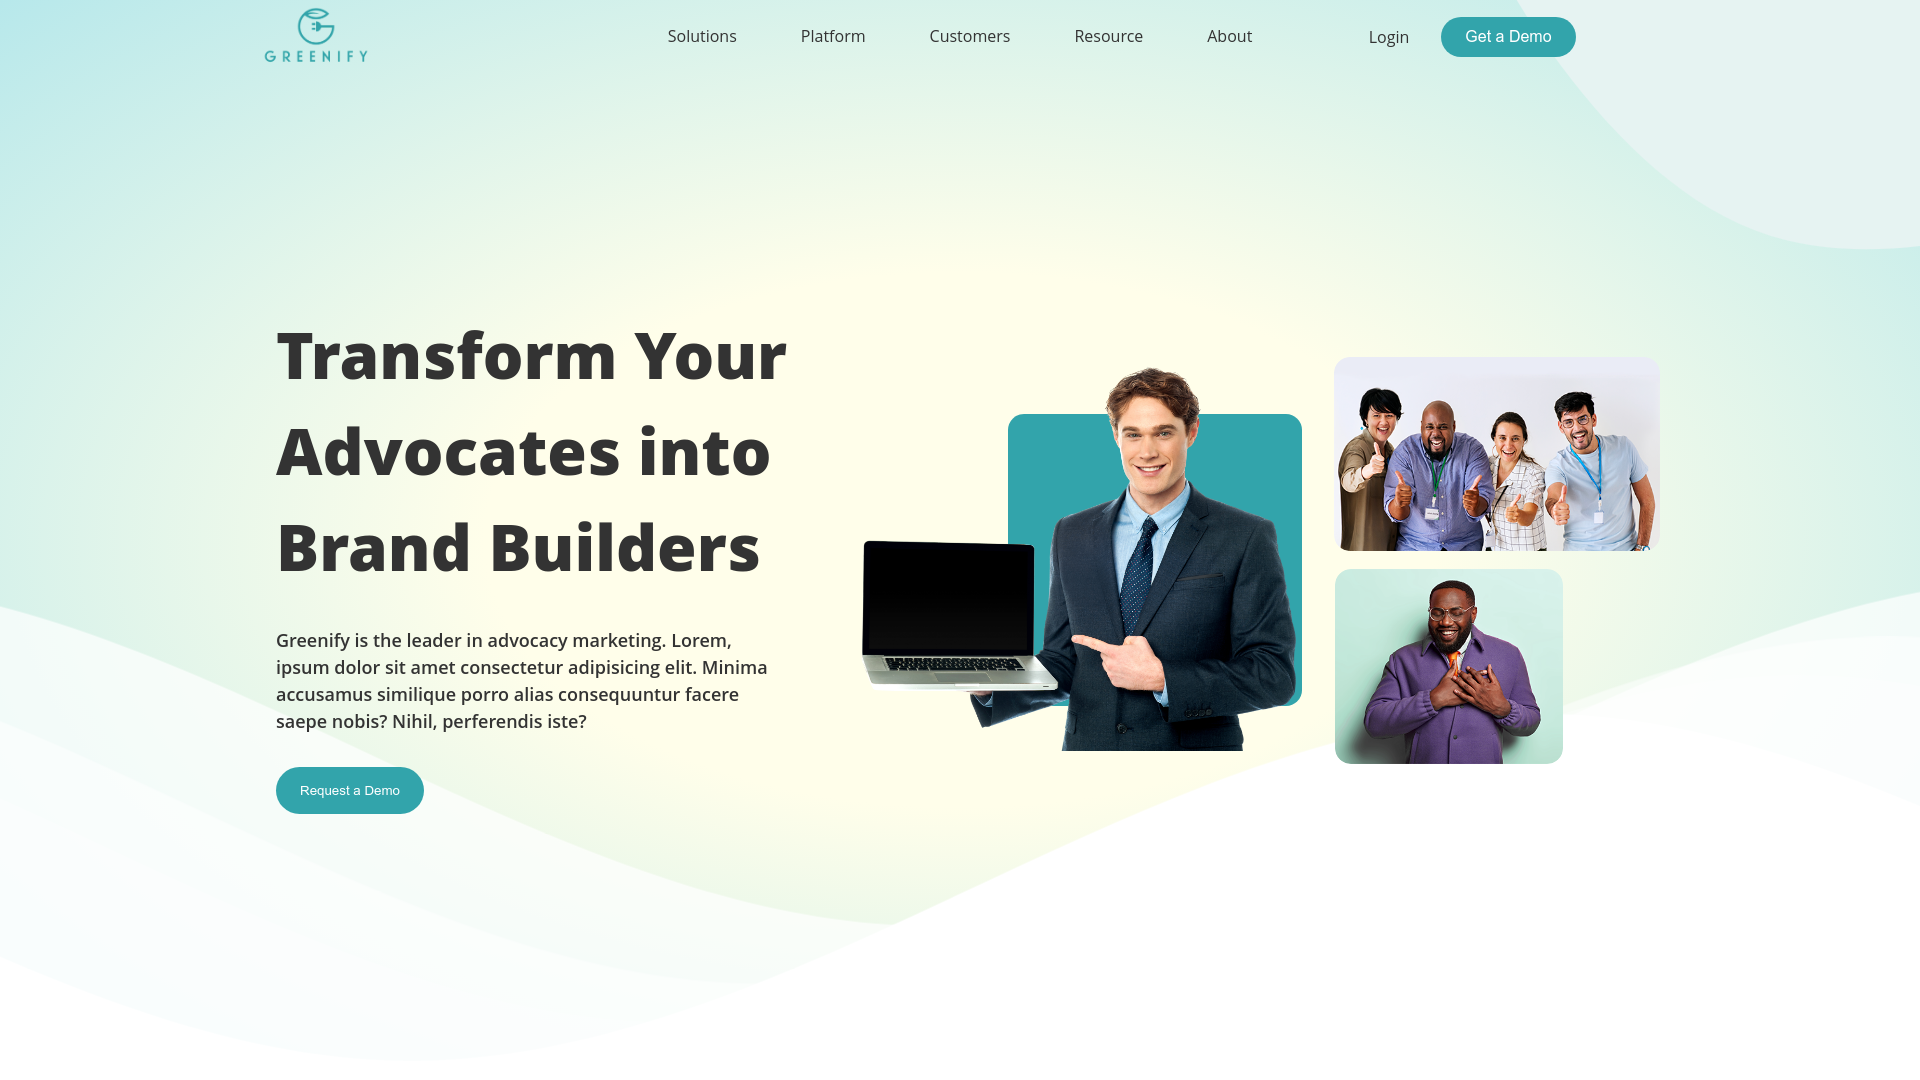 GREENIFY
Solutions
Platform
Customers
Resource
About
Login
Get a Demo
Transform Your
Advocates into
Brand Builders
Greenify is the leader in advocacy marketing. Lorem,
ipsum dolor sit amet consectetur adipisicing elit. Minima
accusamus similique porro alias consequuntur facere
saepe nobis? Nihil, perferendis iste?
Request a Demo